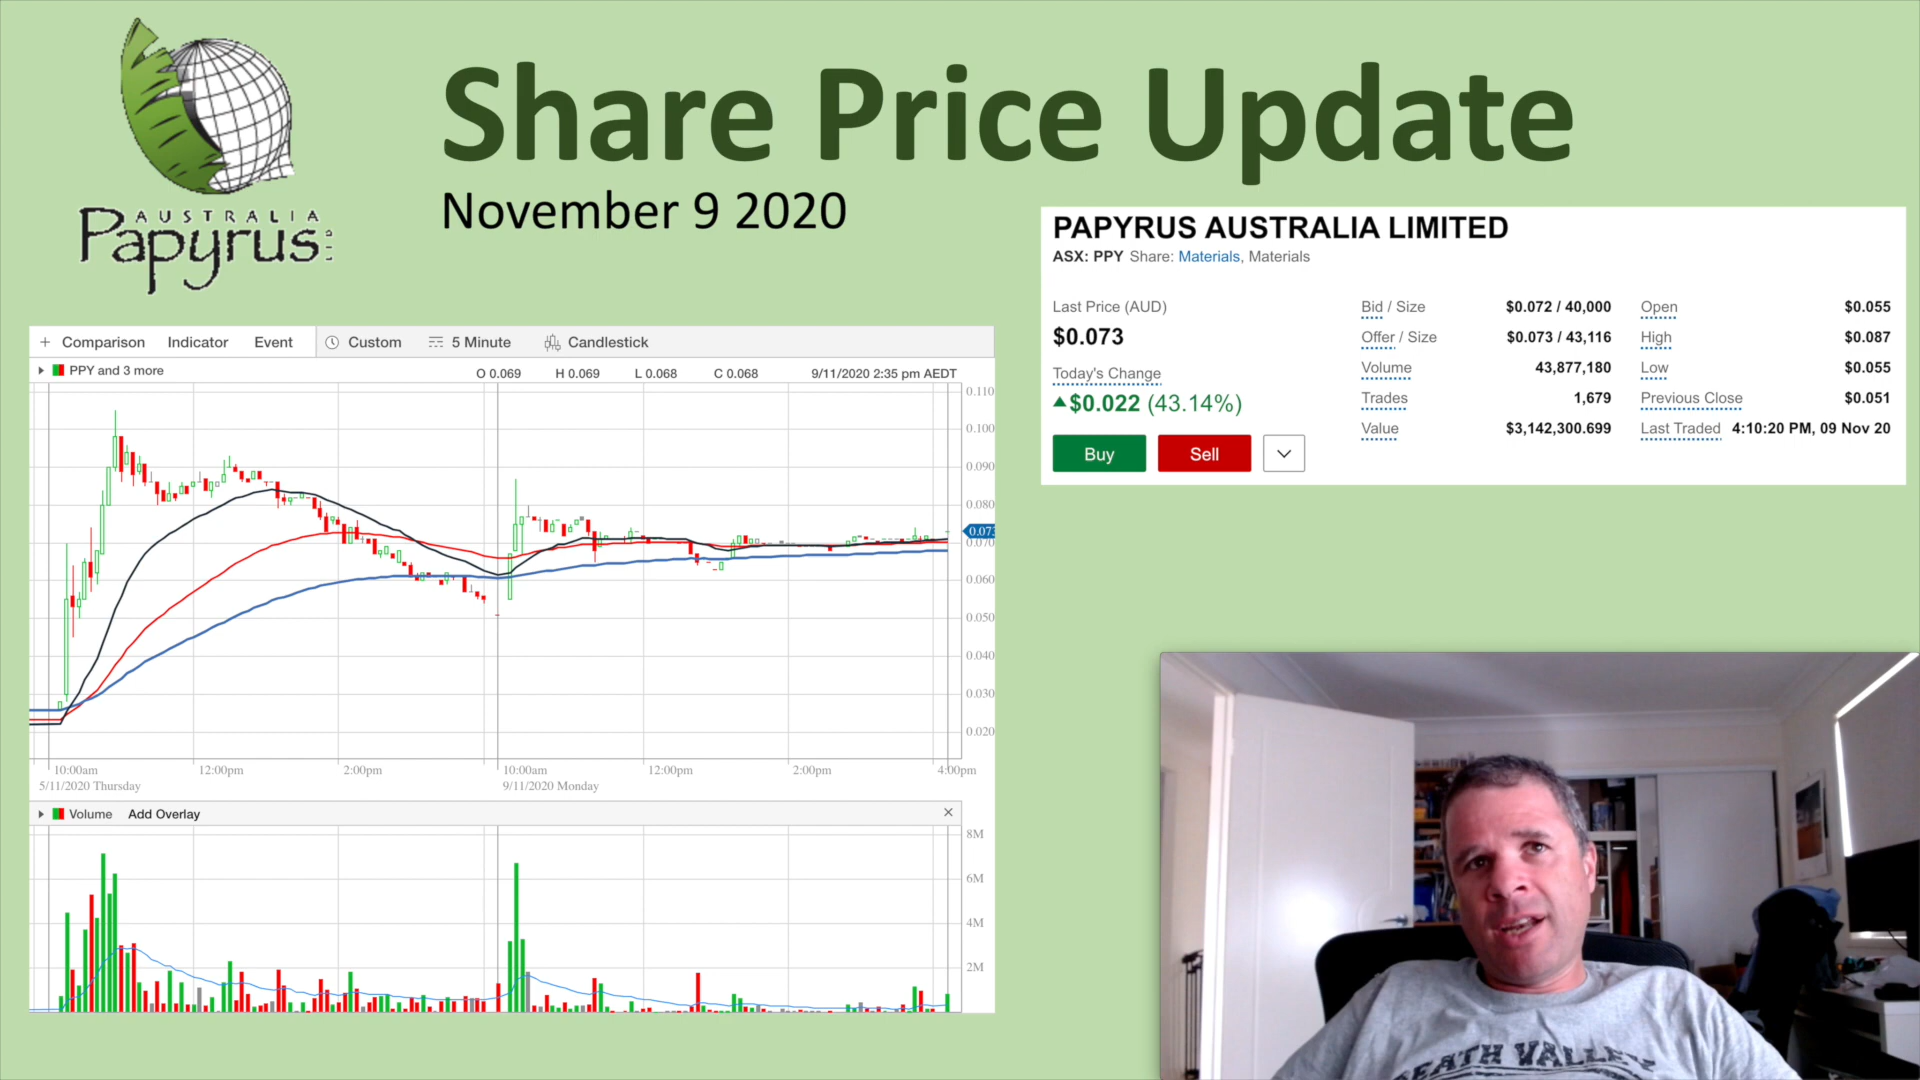 AUSTRALIA
Papyrus LTD
Share Price Update
November 9 2020
PAPYRUS AUSTRALIA LIMITED
ASX: PPY Share: Materials, Materials
Last Price (AUD)
$0.073
Today's Change
$0.022 (43.14%)
Buy Sell
Bid / Size $0.072 / 40,000
Offer / Size $0.073 / 43,116
Volume 43,877,180
Trades 1,679
Value $3,142,300.699
Open $0.055
High $0.087
Low $0.055
Previous Close $0.051
Last Traded 4:10:20 PM, 09 Nov 20
+ Comparison Indicator Event Custom 5 Minute Candlestick
PPY and 3 more O 0.069 H 0.069 L 0.068 C 0.068 9/11/2020 2:35 pm AEDT
0.110
0.100
0.090
0.080
0.073
0.070
0.060
0.050
0.040
0.030
0.020
10:00am 12:00pm 2:00pm 10:00am 12:00pm 2:00pm 4:00pm
5/11/2020 Thursday 9/11/2020 Monday
Volume Add Overlay
8M
6M
4M
2M
DEATH VALLEY